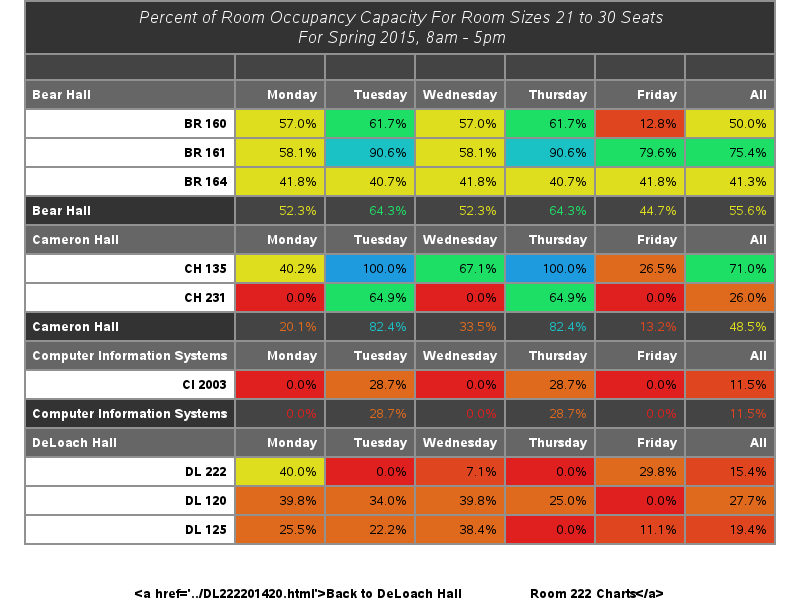 Percent of Room Occupancy Capacity For Room Sizes 21 to 30 Seats
For Spring 2015, 8am - 5pm
Bear Hall Monday Tuesday Wednesday Thursday Friday All
BR 160 57.0% 61.7% 57.0% 61.7% 12.8% 50.0%
BR 161 58.1% 90.6% 58.1% 90.6% 79.6% 75.4%
BR 164 41.8% 40.7% 41.8% 40.7% 41.8% 41.3%
Bear Hall 52.3% 64.3% 52.3% 64.3% 44.7% 55.6%
Cameron Hall Monday Tuesday Wednesday Thursday Friday All
CH 135 40.2% 100.0% 67.1% 100.0% 26.5% 71.0%
CH 231 0.0% 64.9% 0.0% 64.9% 0.0% 26.0%
Cameron Hall 20.1% 82.4% 33.5% 82.4% 13.2% 48.5%
Computer Information Systems Monday Tuesday Wednesday Thursday Friday All
CI 2003 0.0% 28.7% 0.0% 28.7% 0.0% 11.5%
Computer Information Systems 0.0% 28.7% 0.0% 28.7% 0.0% 11.5%
DeLoach Hall Monday Tuesday Wednesday Thursday Friday All
DL 222 40.0% 0.0% 7.1% 0.0% 29.8% 15.4%
DL 120 39.8% 34.0% 39.8% 25.0% 0.0% 27.7%
DL 125 25.5% 22.2% 38.4% 0.0% 11.1% 19.4%
<a href='../DL222201420.html'>Back to DeLoach Hall Room 222 Charts</a>